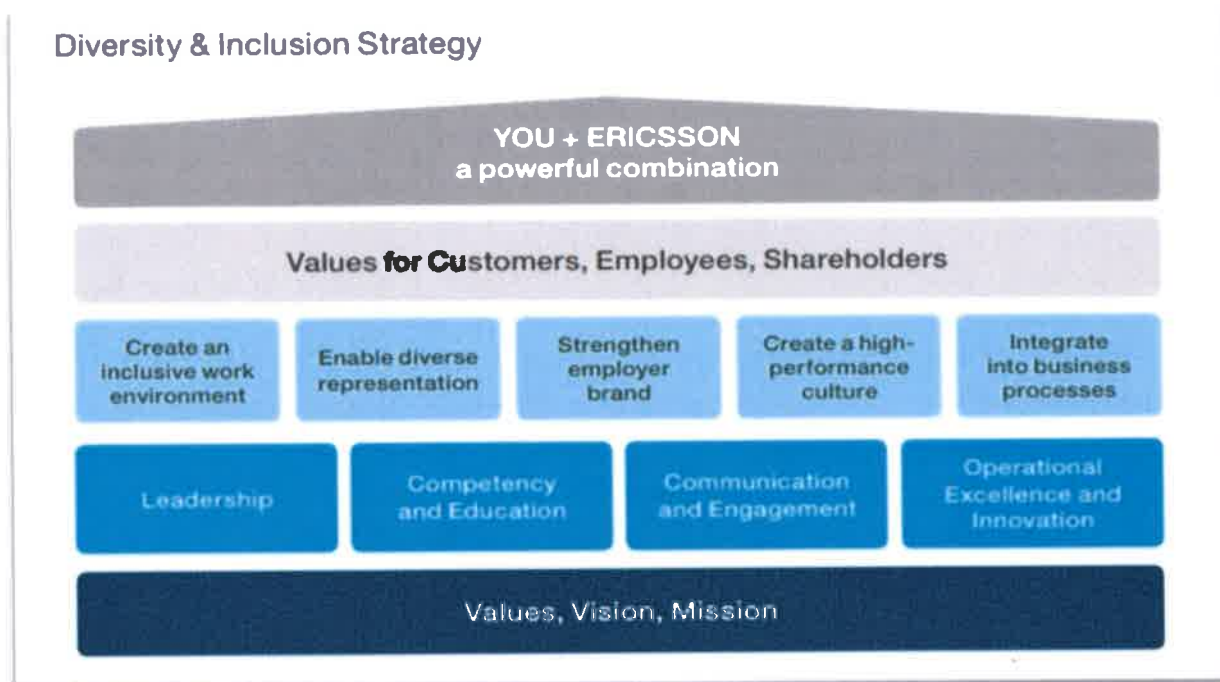 Diversity & Inclusion Strategy
YOU + ERICSSON
a powerful combination
Values for Customers, Employees, Shareholders
Create an
inclusive work
environment
Enable diverse
representation
Strengthen
employer
brand
Create a high-
performance
culture
Integrate
into business
processes
Leadership
Competency
and Education
Communication
and Engagement
Operational
Excellence and
Innovation
Values, Vision, Mission